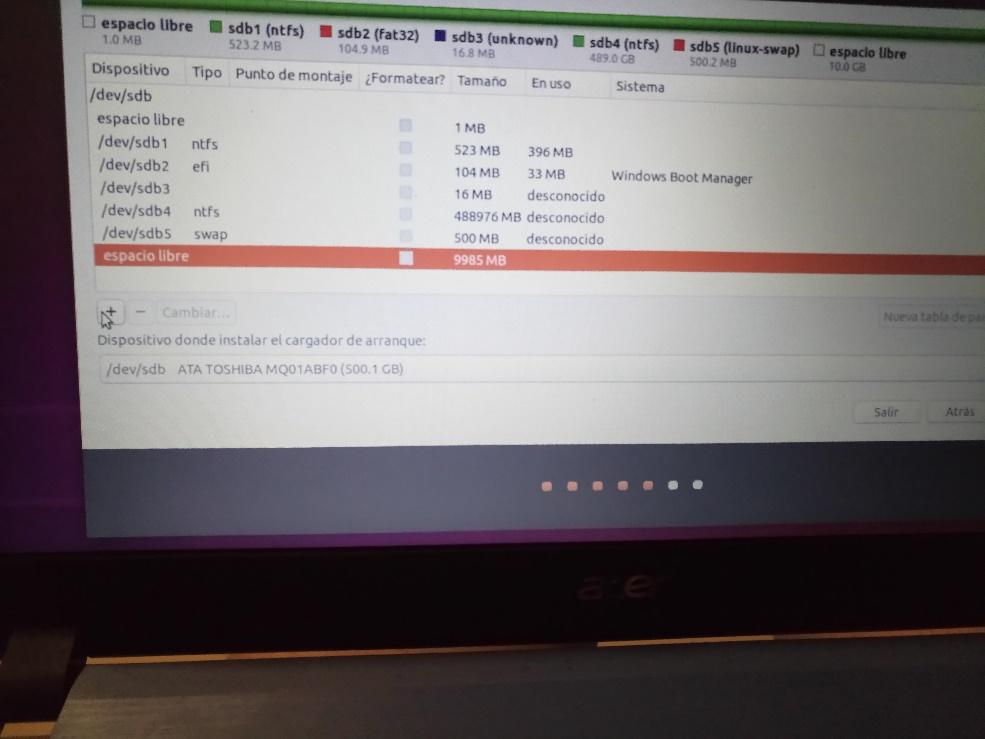 espacio libre sdb1 (ntfs) sdb2 (fat32) sdb3 (unknown) sdb4 (ntfs) sdb5 (linux-swap) espacio libre
1.0 MB 523.2 MB 104.9 MB 16.8 MB 489.0 GB 500.2 MB 10.0 GB
Dispositivo Tipo Punto de montaje ¿Formatear? Tamaño En uso Sistema
/dev/sdb
espacio libre 1 MB
/dev/sdb1 ntfs 523 MB 396 MB
/dev/sdb2 efi 104 MB 33 MB Windows Boot Manager
/dev/sdb3 16 MB desconocido
/dev/sdb4 ntfs 488976 MB desconocido
/dev/sdb5 swap 500 MB desconocido
espacio libre 9985 MB
+ − Cambiar... Nueva tabla de
Dispositivo donde instalar el cargador de arranque:
/dev/sdb ATA TOSHIBA MQ01ABF0 (500.1 GB)
Salir Atrás
acer